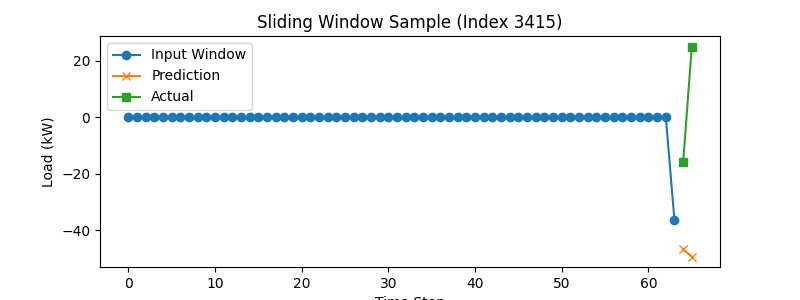 Sliding Window Sample (Index 3415)
Input Window
Prediction
Actual
Load (kW)
20
0
−20
−40
0 10 20 30 40 50 60
Time Step